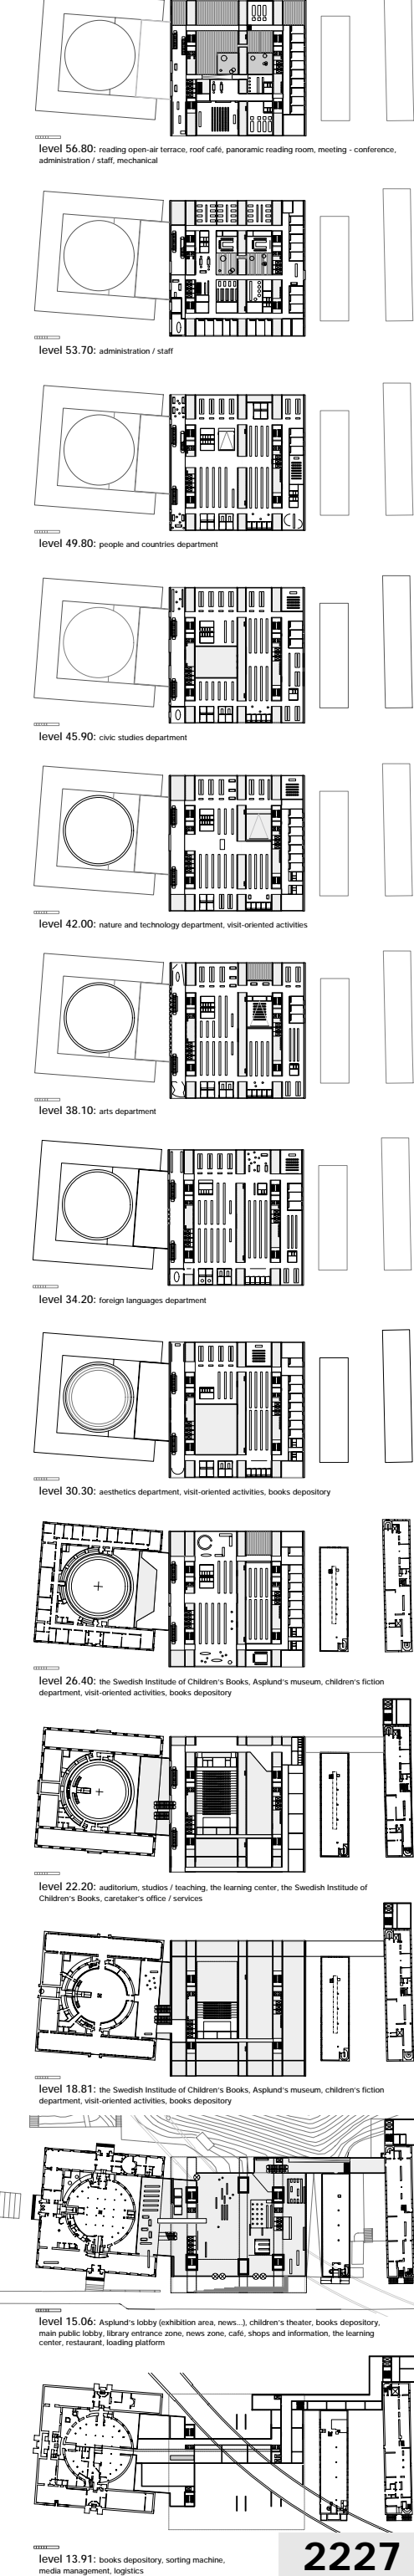 level 56.80: reading open-air terrace, roof café, panoramic reading room, meeting - conference,
administration / staff, mechanical
level 53.70: administration / staff
level 49.80: people and countries department
level 45.90: civic studies department
level 42.00: nature and technology department, visit-oriented activities
level 38.10: arts department
level 34.20: foreign languages department
level 30.30: aesthetics department, visit-oriented activities, books depository
level 26.40: the Swedish Institute of Children's Books, Asplund's museum, children's fiction
department, visit-oriented activities, books depository
level 22.20: auditorium, studios / teaching, the learning center, the Swedish Institute of
Children's Books, caretaker's office / services
level 18.81: the Swedish Institute of Children's Books, Asplund's museum, children's fiction
department, visit-oriented activities, books depository
level 15.06: Asplund's lobby (exhibition area, news...), children's theater, books depository,
main public lobby, library entrance zone, news zone, café, shops and information, the learning
center, restaurant, loading platform
level 13.91: books depository, sorting machine,
media management, logistics
2227